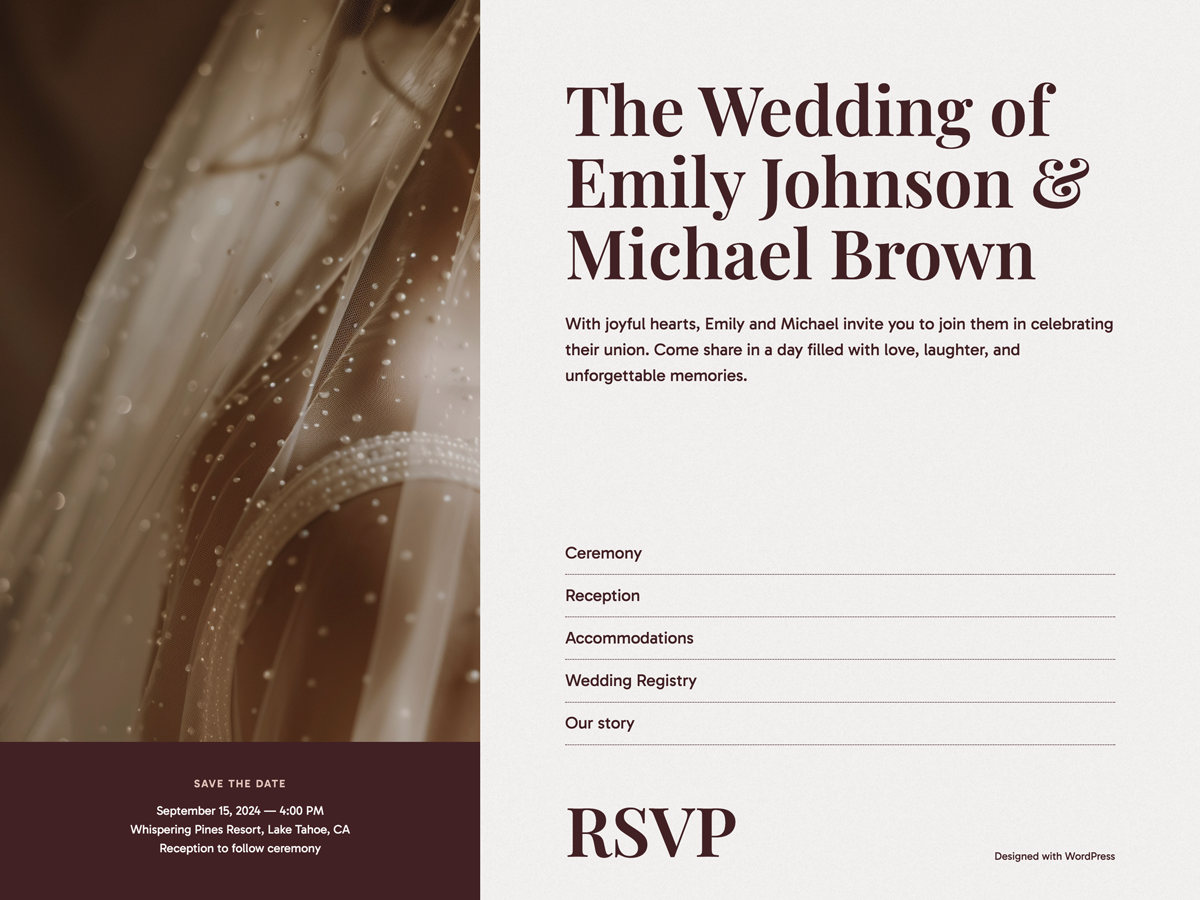 The Wedding of
Emily Johnson &
Michael Brown
With joyful hearts, Emily and Michael invite you to join them in celebrating
their union. Come share in a day filled with love, laughter, and
unforgettable memories.
Ceremony
Reception
Accommodations
Wedding Registry
Our story
SAVE THE DATE
September 15, 2024 — 4:00 PM
Whispering Pines Resort, Lake Tahoe, CA
Reception to follow ceremony
RSVP
Designed with WordPress